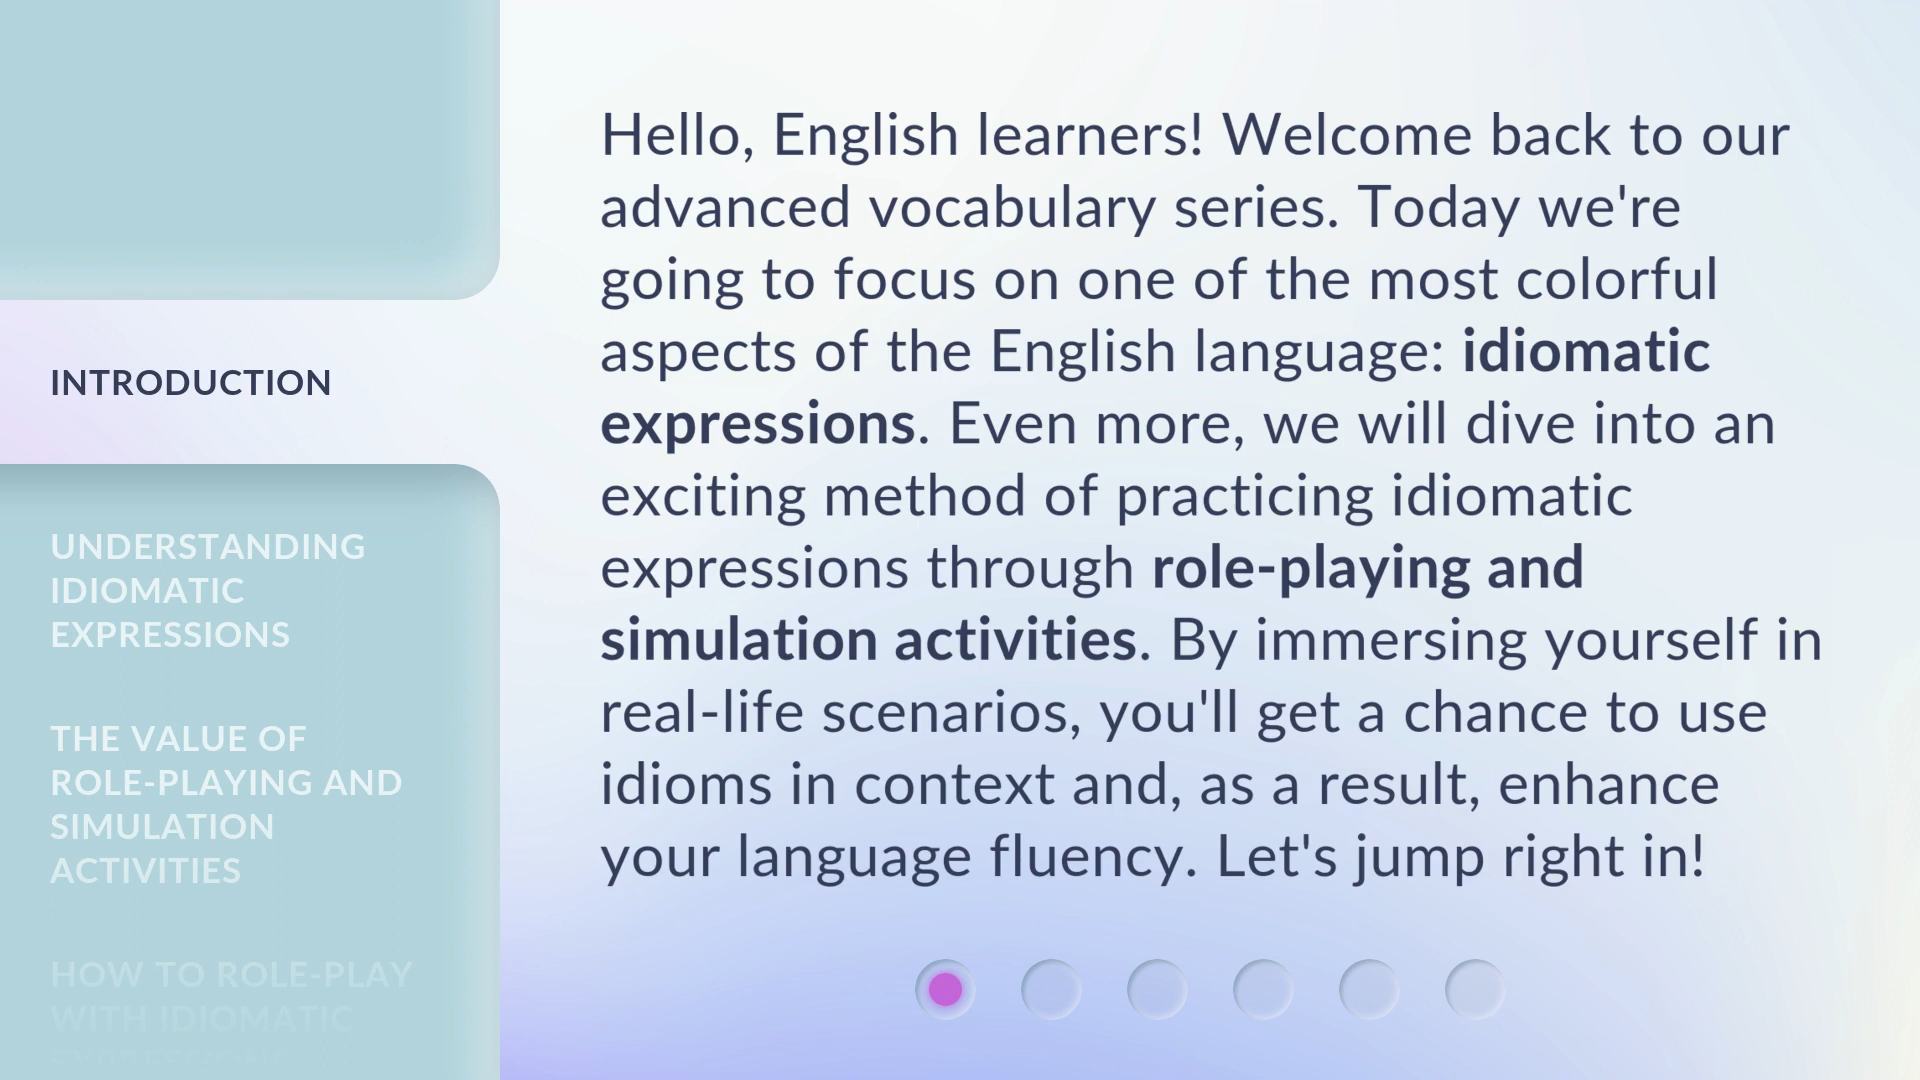 INTRODUCTION
UNDERSTANDING
IDIOMATIC
EXPRESSIONS
THE VALUE OF
ROLE-PLAYING AND
SIMULATION
ACTIVITIES
HOW TO ROLE-PLAY
WITH IDIOMATIC
Hello, English learners! Welcome back to our
advanced vocabulary series. Today we're
going to focus on one of the most colorful
aspects of the English language: idiomatic
expressions. Even more, we will dive into an
exciting method of practicing idiomatic
expressions through role-playing and
simulation activities. By immersing yourself in
real-life scenarios, you'll get a chance to use
idioms in context and, as a result, enhance
your language fluency. Let's jump right in!